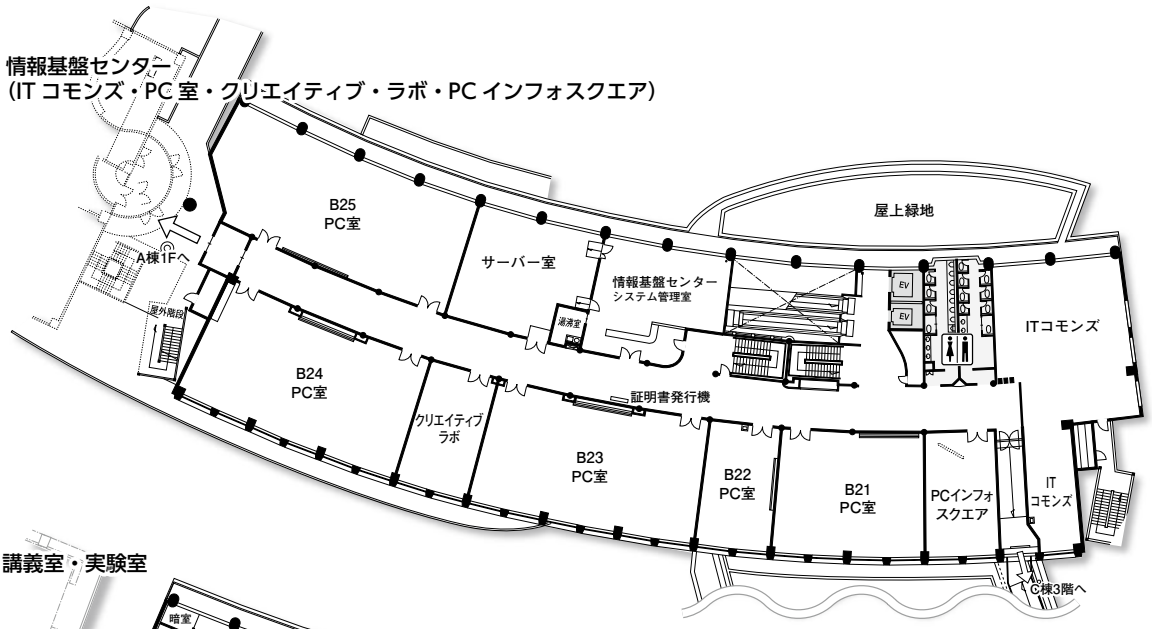 情報基盤センター
（IT コモンズ・PC 室・クリエイティブ・ラボ・PC インフォスクエア）
B25
PC室
屋上緑地
A棟1Fへ
サーバー室
情報基盤センター
システム管理室
EV
EV
湯沸室
ITコモンズ
屋外階段
B24
PC室
クリエイティブ
ラボ
証明書発行機
B23
PC室
B22
PC室
B21
PC室
PCインフォ
スクエア
IT
コモンズ
C棟3階へ
講義室・実験室
暗室